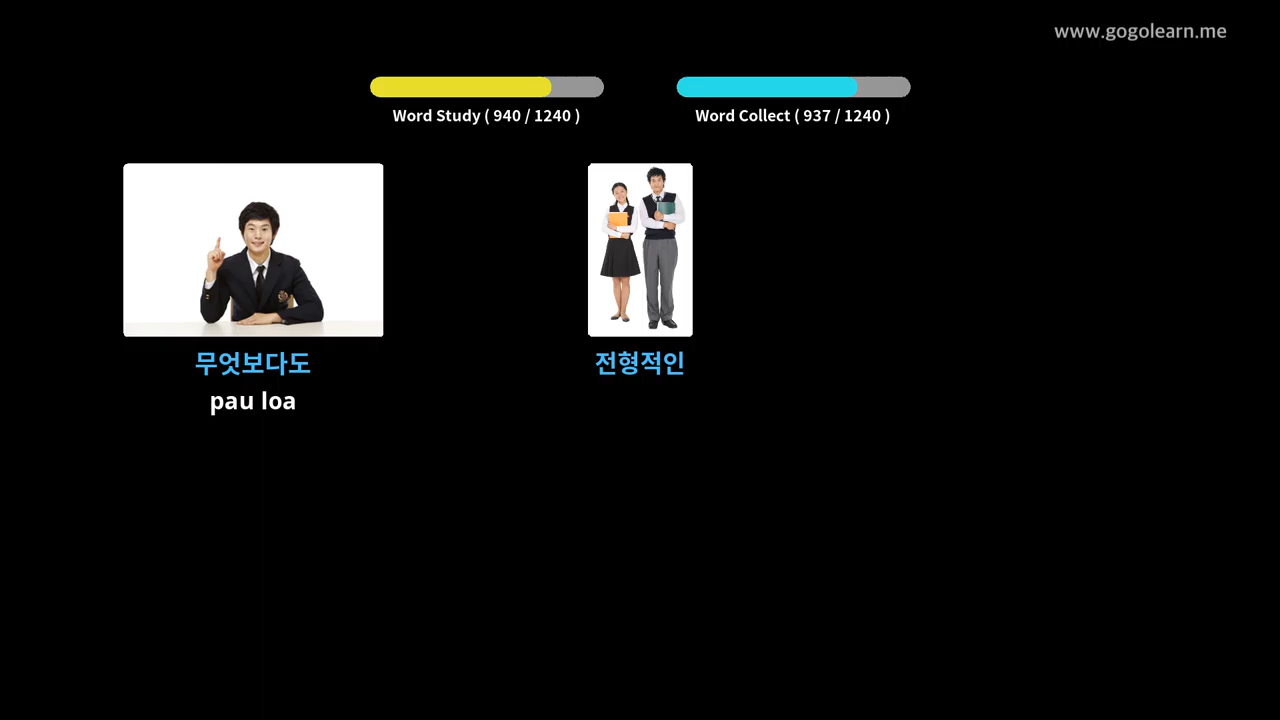 www.gogolearn.me
Word Study ( 940 / 1240 )
Word Collect ( 937 / 1240 )
무엇보다도
pau loa
전형적인